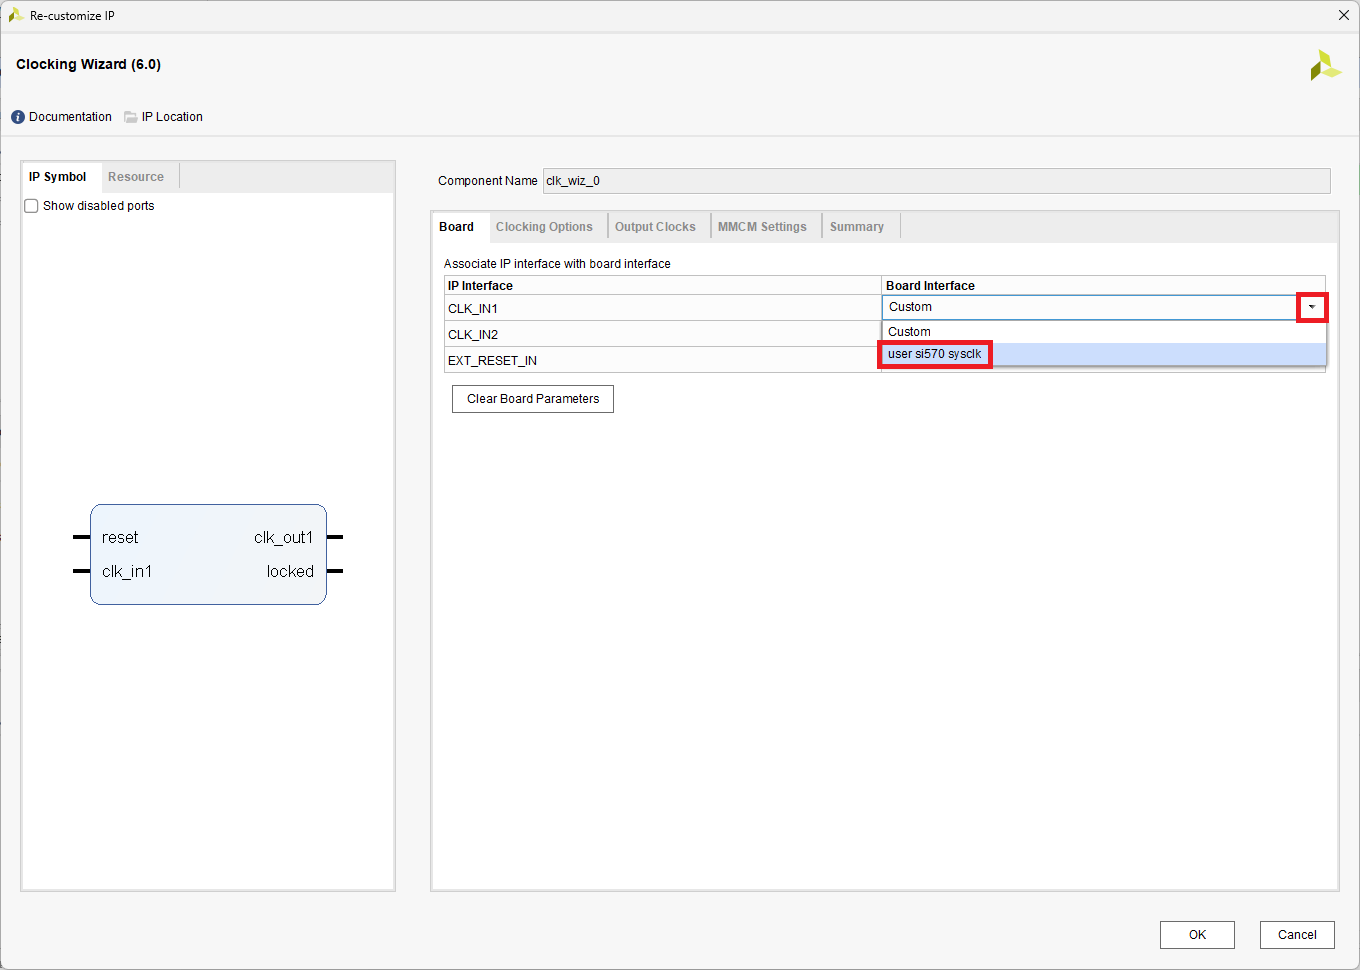 Re-customize IP
Clocking Wizard (6.0)
Documentation IP Location
IP Symbol Resource
Show disabled ports
reset clk_out1
clk_in1 locked
Component Name clk_wiz_0
Board Clocking Options Output Clocks MMCM Settings Summary
Associate IP interface with board interface
IP Interface Board Interface
CLK_IN1 Custom
CLK_IN2 Custom
EXT_RESET_IN user si570 sysclk
Clear Board Parameters
OK Cancel